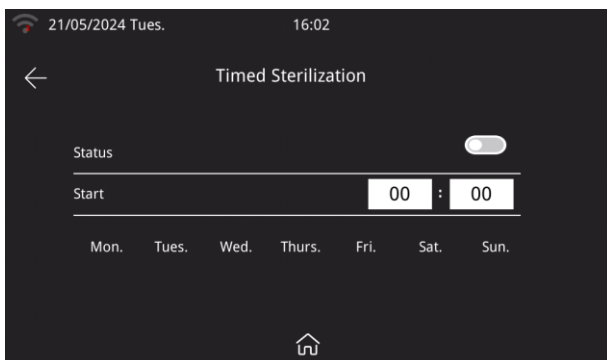 21/05/2024 Tues. 16:02
Timed Sterilization
Status
Start 00 : 00
Mon. Tues. Wed. Thurs. Fri. Sat. Sun.